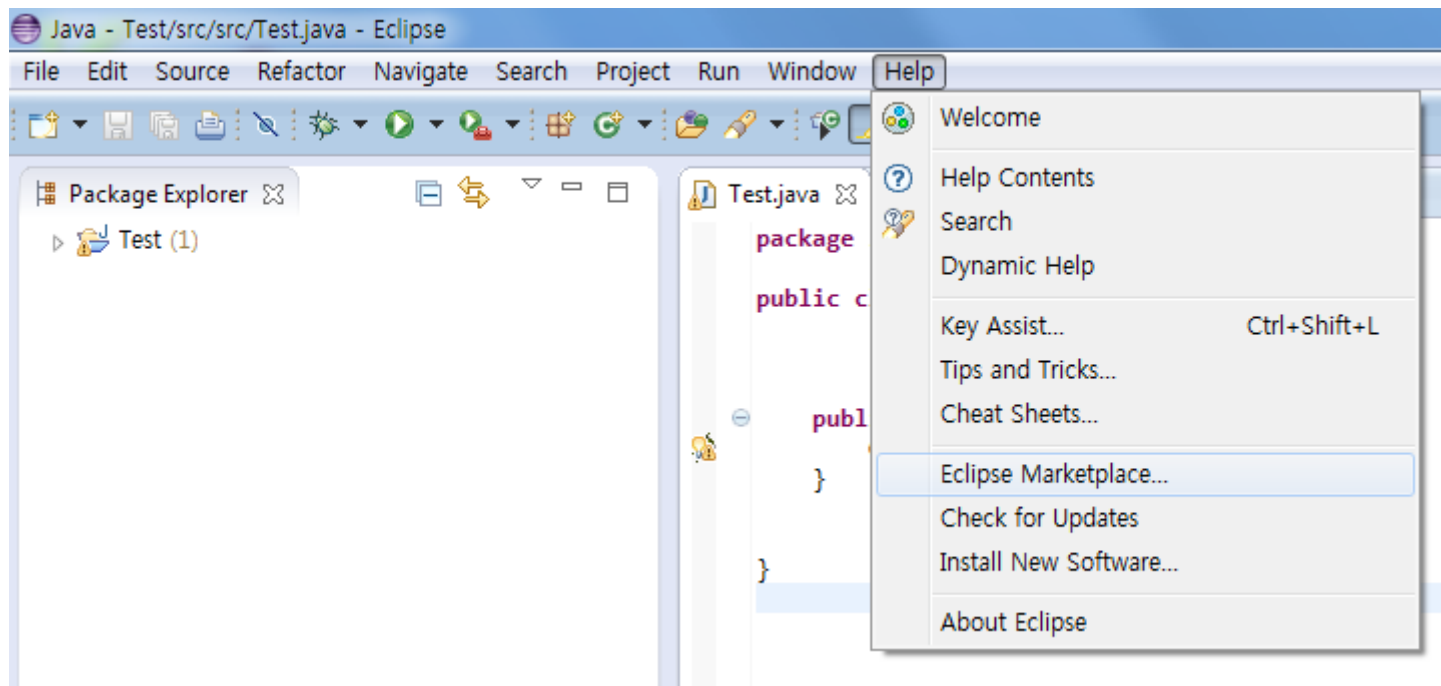 Java - Test/src/src/Test.java - Eclipse
File Edit Source Refactor Navigate Search Project Run Window Help
Package Explorer
Test (1)
Test.java
package
public c
publ
}
}
Welcome
Help Contents
Search
Dynamic Help
Key Assist... Ctrl+Shift+L
Tips and Tricks...
Cheat Sheets...
Eclipse Marketplace...
Check for Updates
Install New Software...
About Eclipse